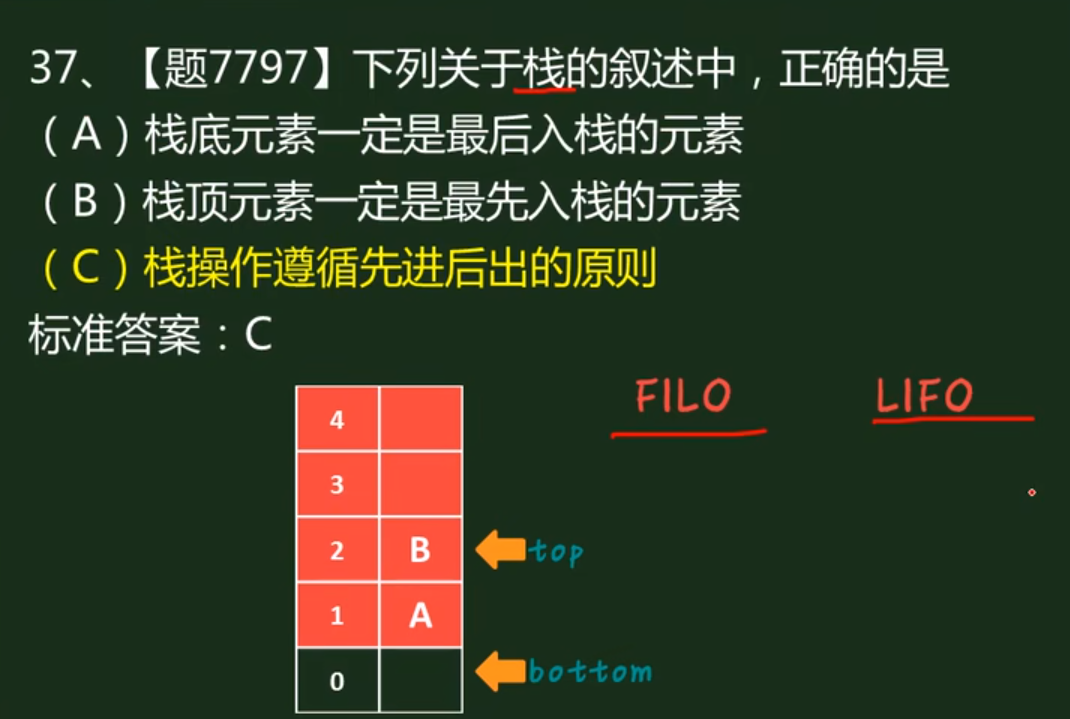 37、【题7797】下列关于栈的叙述中，正确的是
（A）栈底元素一定是最后入栈的元素
（B）栈顶元素一定是最先入栈的元素
（C）栈操作遵循先进后出的原则
标准答案：C
FILO LIFO
4
3
2 B top
1 A
0 bottom